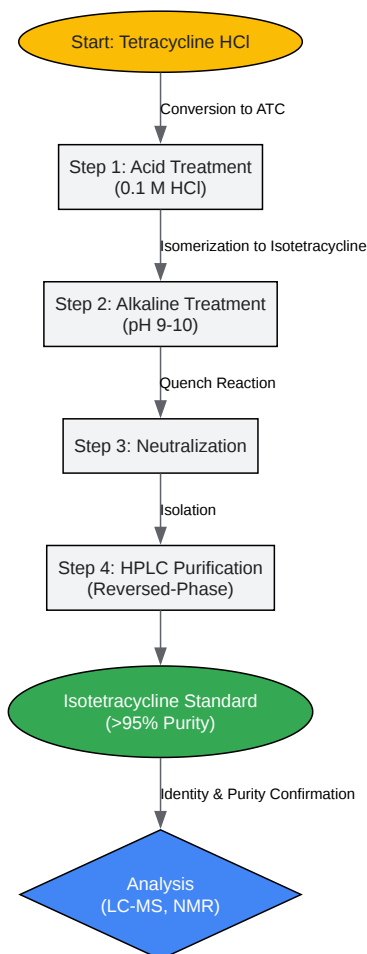 Start: Tetracycline HCl
Conversion to ATC
Step 1: Acid Treatment
(0.1 M HCl)
Isomerization to Isotetracycline
Step 2: Alkaline Treatment
(pH 9-10)
Quench Reaction
Step 3: Neutralization
Isolation
Step 4: HPLC Purification
(Reversed-Phase)
Isotetracycline Standard
(>95% Purity)
Identity & Purity Confirmation
Analysis
(LC-MS, NMR)